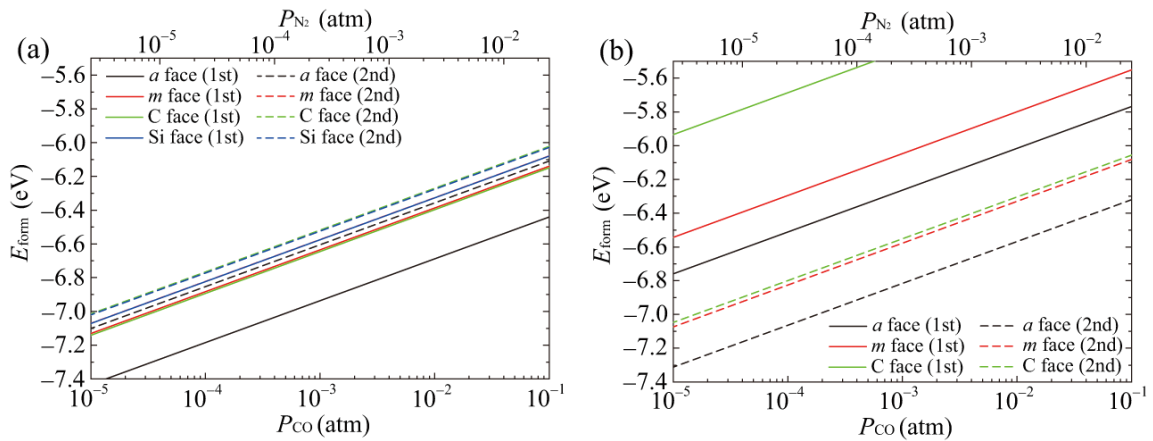 (a)
P_N₂ (atm)
10⁻⁵ 10⁻⁴ 10⁻³ 10⁻²
−5.6
−5.8
−6.0
−6.2
−6.4
−6.6
−6.8
−7.0
−7.2
−7.4
E_form (eV)
a face (1st) a face (2nd)
m face (1st) m face (2nd)
C face (1st) C face (2nd)
Si face (1st) Si face (2nd)
10⁻⁵ 10⁻⁴ 10⁻³ 10⁻² 10⁻¹
P_CO (atm)
(b)
P_N₂ (atm)
10⁻⁵ 10⁻⁴ 10⁻³ 10⁻²
−5.6
−5.8
−6.0
−6.2
−6.4
−6.6
−6.8
−7.0
−7.2
−7.4
E_form (eV)
a face (1st) a face (2nd)
m face (1st) m face (2nd)
C face (1st) C face (2nd)
10⁻⁵ 10⁻⁴ 10⁻³ 10⁻² 10⁻¹
P_CO (atm)